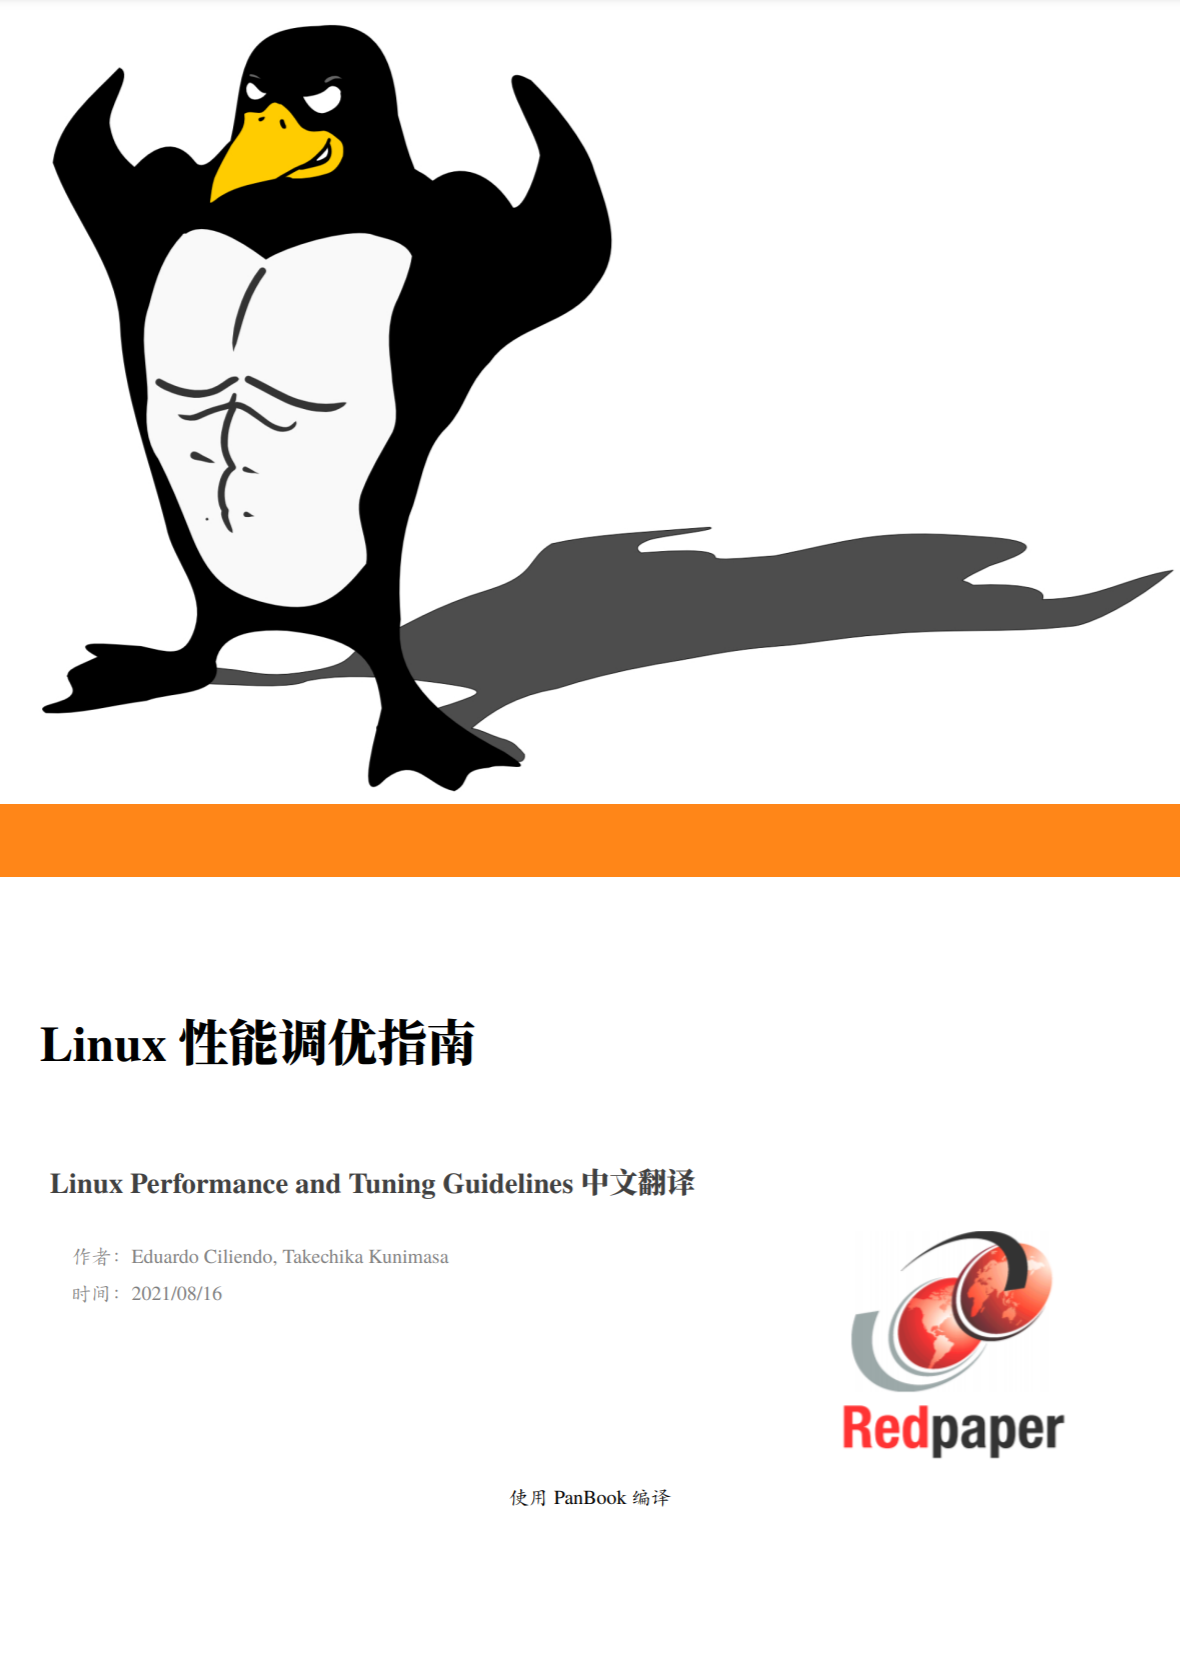 Linux 性能调优指南
Linux Performance and Tuning Guidelines 中文翻译
作者：Eduardo Ciliendo, Takechika Kunimasa
时间：2021/08/16
Redpaper
使用 PanBook 编译